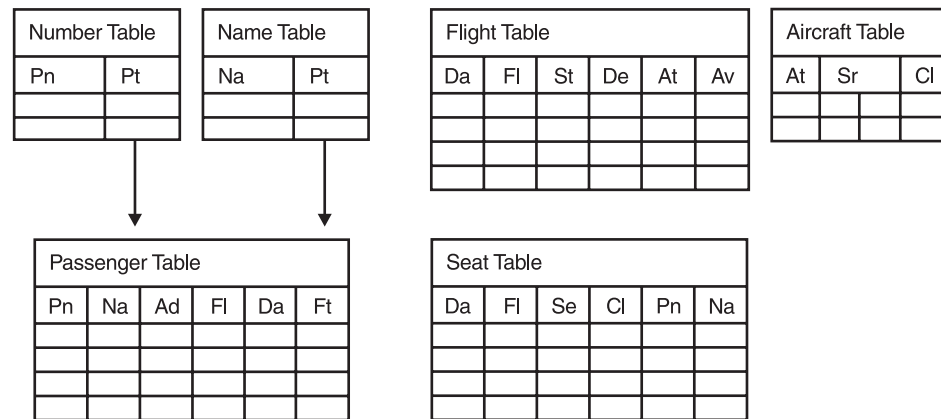 Number Table
Pn Pt
Name Table
Na Pt
Flight Table
Da Fl St De At Av
Aircraft Table
At Sr Cl
Passenger Table
Pn Na Ad Fl Da Ft
Seat Table
Da Fl Se Cl Pn Na